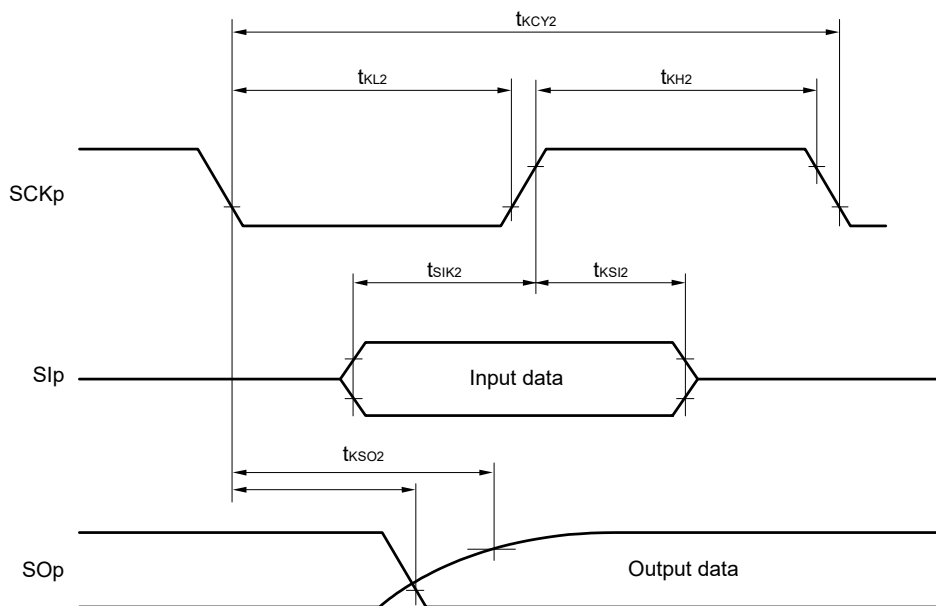 tKCY2
tKL2
tKH2
SCKp
tSIK2
tKSI2
SIp
Input data
tKSO2
SOp
Output data